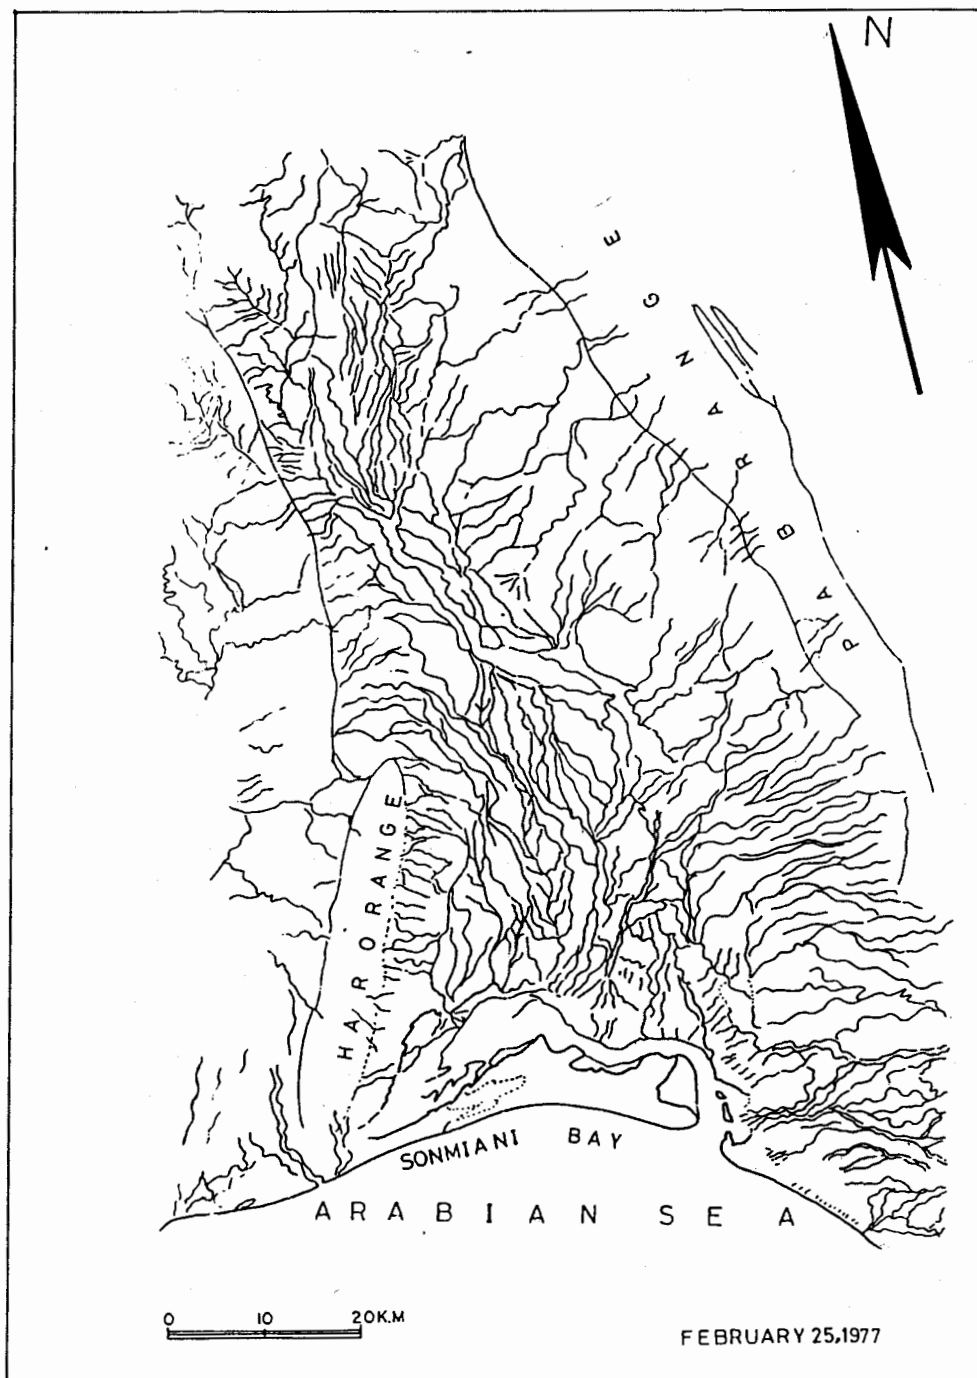 N
PAB RANGE
HARO RANGE
SONMIANI BAY
ARABIAN SEA
0 10 20K.M
FEBRUARY 25,1977